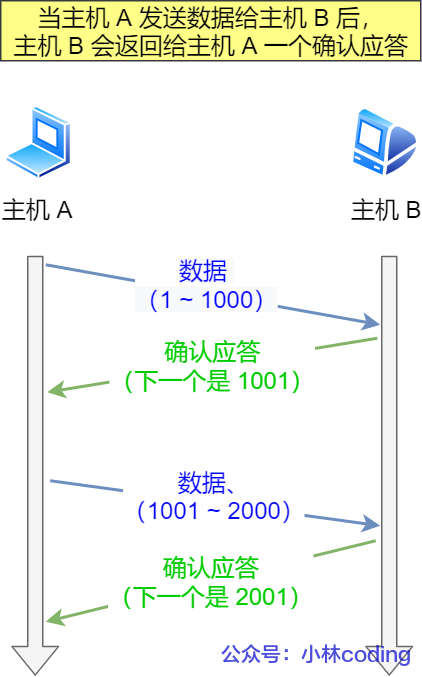 当主机 A 发送数据给主机 B 后，
主机 B 会返回给主机 A 一个确认应答
主机 A
主机 B
数据
（1 ~ 1000）
确认应答
（下一个是 1001）
数据、
（1001 ~ 2000）
确认应答
（下一个是 2001）
公众号：小林coding